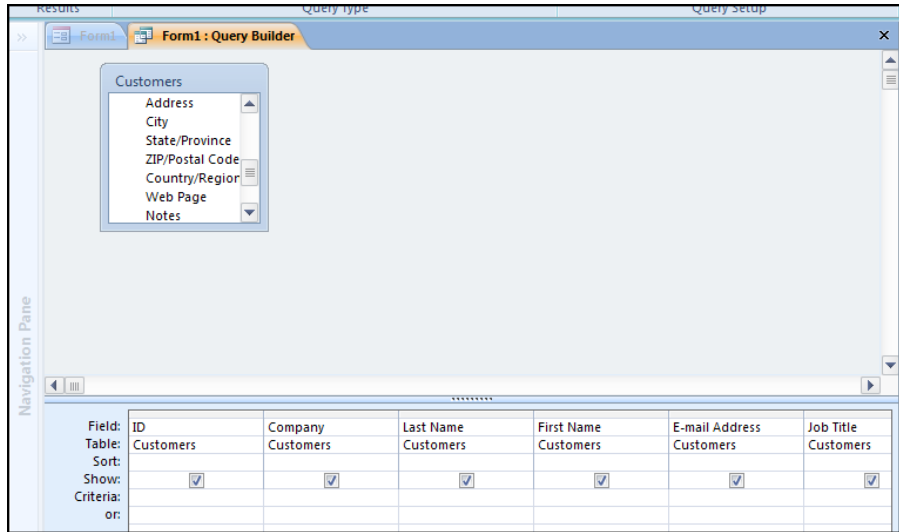 Results Query Type Query Setup
Form1 Form1 : Query Builder
Customers
Address
City
State/Province
ZIP/Postal Code
Country/Region
Web Page
Notes
Navigation Pane
Field: ID Company Last Name First Name E-mail Address Job Title
Table: Customers Customers Customers Customers Customers Customers
Sort:
Show:
Criteria:
or: